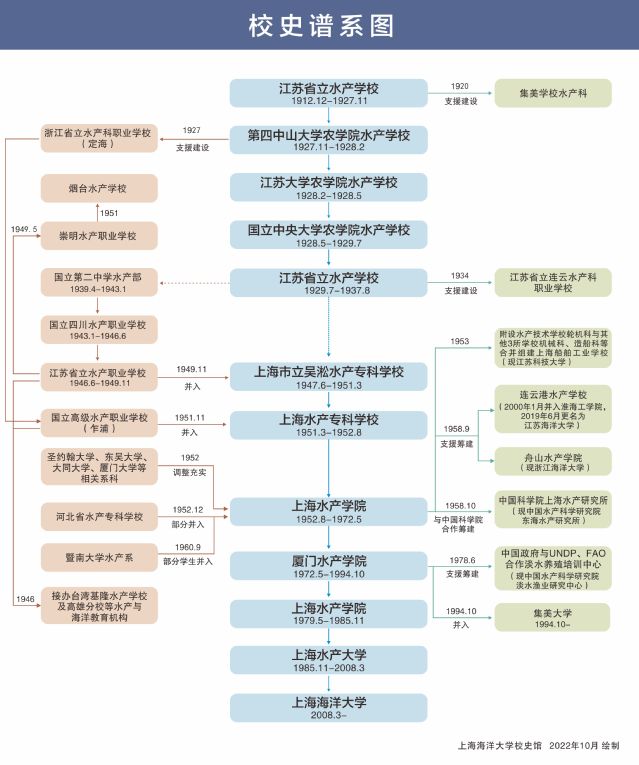 校史谱系图
江苏省立水产学校
1912.12-1927.11
1920
支援建设
集美学校水产科
浙江省立水产科职业学校
（定海）
1927
支援建设
第四中山大学农学院水产学校
1927.11-1928.2
烟台水产学校
江苏大学农学院水产学校
1928.2-1928.5
1951
1949.5
崇明水产职业学校
国立中央大学农学院水产学校
1928.5-1929.7
国立第二中学水产部
1939.4-1943.1
江苏省立水产学校
1929.7-1937.8
1934
支援建设
江苏省立连云水产科
职业学校
国立四川水产职业学校
1943.1-1946.6
1953
附设水产技术学校轮机科与其
他3所学校机械科、造船科等
合并组建上海船舶工业学校
（现江苏科技大学）
江苏省立水产职业学校
1946.6-1949.11
1949.11
并入
上海市立吴淞水产专科学校
1947.6-1951.3
国立高级水产职业学校
（乍浦）
1951.11
并入
上海水产专科学校
1951.3-1952.8
1958.9
支援筹建
连云港水产学校
（2000年1月并入淮海工学院，
2019年6月更名为
江苏海洋大学）
舟山水产学院
（现浙江海洋大学）
圣约翰大学、东吴大学、
大同大学、厦门大学等
相关系科
1952
调整充实
河北省水产专科学校
1952.12
部分并入
上海水产学院
1952.8-1972.5
1958.10
与中国科学院
合作筹建
中国科学院上海水产研究所
（现中国水产科学研究院
东海水产研究所）
暨南大学水产系
1960.9
部分学生并入
厦门水产学院
1972.5-1994.10
1978.6
支援筹建
中国政府与UNDP、FAO
合作淡水养殖培训中心
（现中国水产科学研究院
淡水渔业研究中心）
1946
接办台湾基隆水产学校
及高雄分校等水产与
海洋教育机构
上海水产学院
1979.5-1985.11
1994.10
并入
集美大学
1994.10-
上海水产大学
1985.11-2008.3
上海海洋大学
2008.3-
上海海洋大学校史馆 2022年10月 绘制